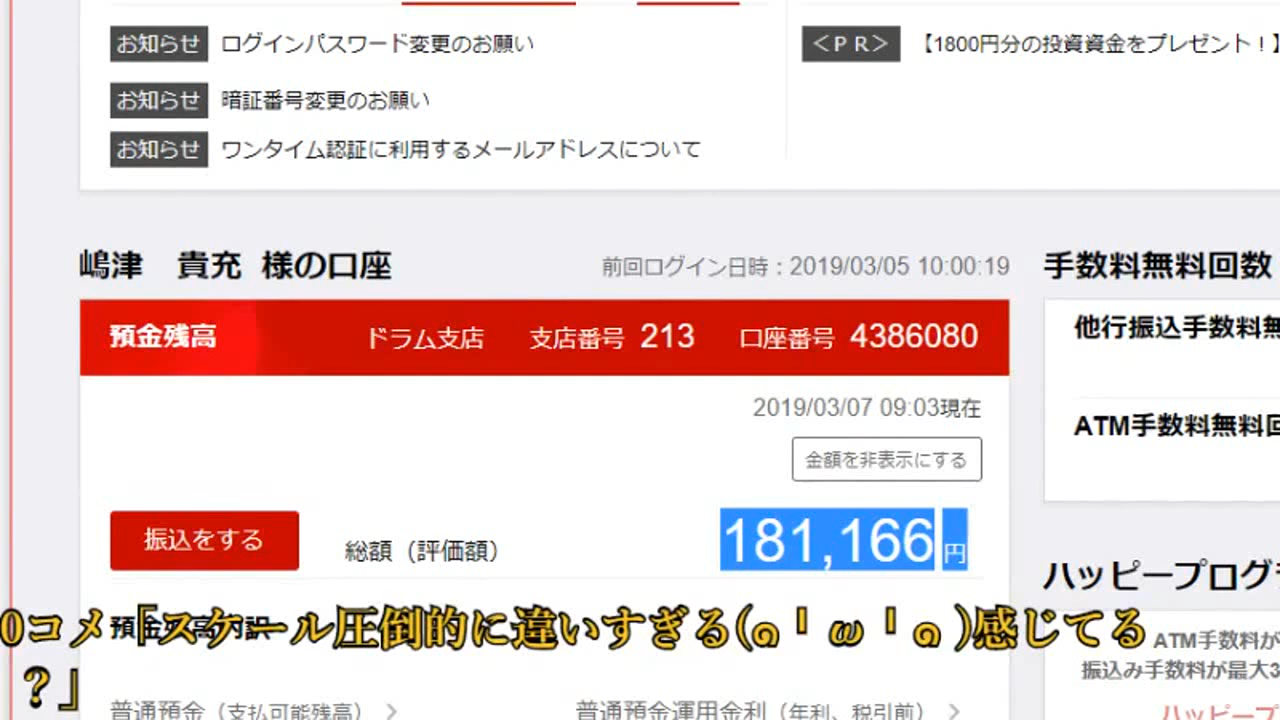 お知らせ ログインパスワード変更のお願い
＜ＰＲ＞ 【1800円分の投資資金をプレゼント！】
お知らせ 暗証番号変更のお願い
お知らせ ワンタイム認証に利用するメールアドレスについて
嶋津 貴充 様の口座
前回ログイン日時：2019/03/05 10:00:19
預金残高 ドラム支店 支店番号 213 口座番号 4386080
2019/03/07 09:03現在
金額を非表示にする
振込をする 総額（評価額） 181,166円
預金残高内訳
0コメ「スケール圧倒的に違いすぎる(๑╹ω╹๑)感じてる
？」
普通預金（支払可能残高）
普通預金運用金利（年利、税引前）
手数料無料回数
他行振込手数料無
ATM手数料無料回
ハッピープログラ
ATM手数料が
振込み手数料が最大3
ハッピープ